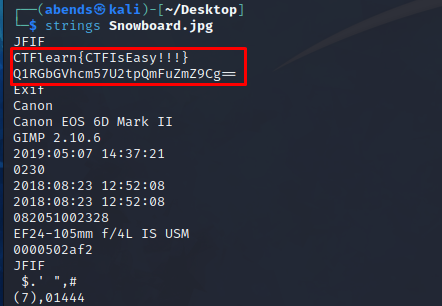 ┌──(abends㉿kali)-[~/Desktop]
└─$ strings Snowboard.jpg
JFIF
CTFlearn{CTFIsEasy!!!}
Q1RGbGVhcm57U2tpQmFuZmZ9Cg==
Exif
Canon
Canon EOS 6D Mark II
GIMP 2.10.6
2019:05:07 14:37:21
0230
2018:08:23 12:52:08
2018:08:23 12:52:08
082051002328
EF24-105mm f/4L IS USM
0000502af2
JFIF
$.' ",#
(7),01444